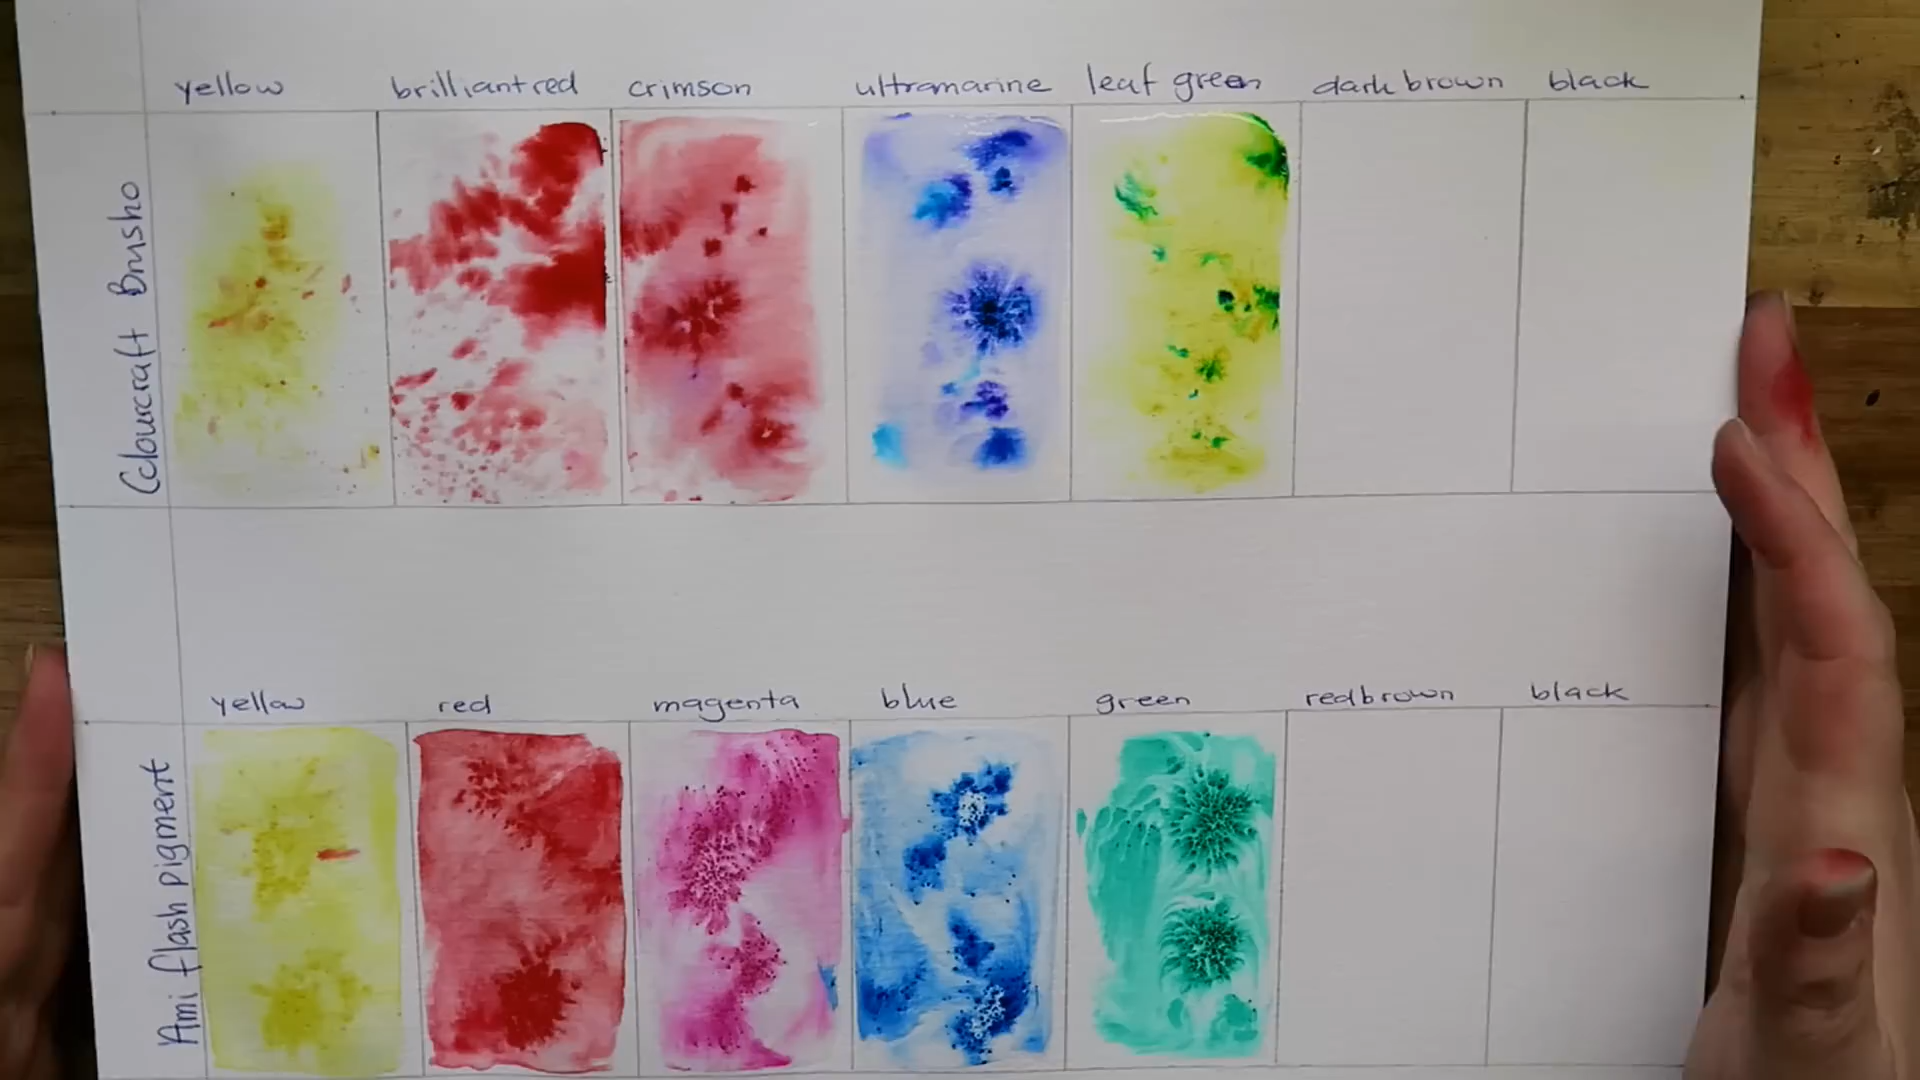 yellow brilliant red crimson ultramarine leaf green dark brown black
Colourcraft Brusho
yellow red magenta blue green redbrown black
Ami flash pigment